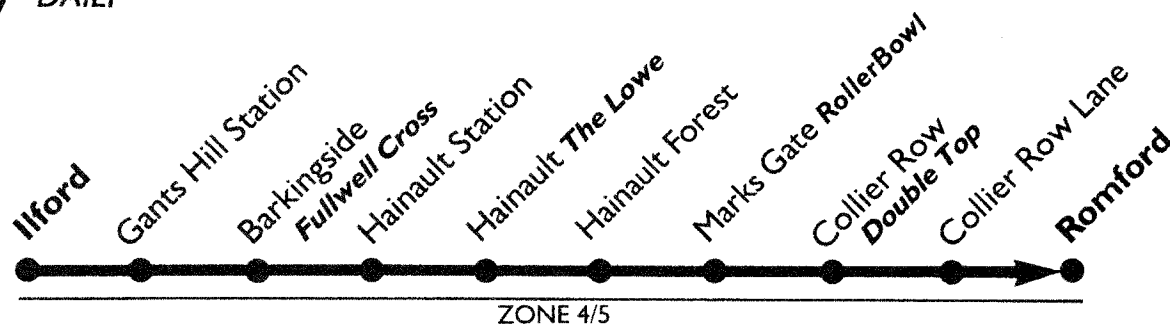 DAILY
Ilford
Gants Hill Station
Barkingside
Fullwell Cross
Hainault Station
Hainault The Lowe
Hainault Forest
Marks Gate RollerBowl
Collier Row
Double Top
Collier Row Lane
Romford
ZONE 4/5